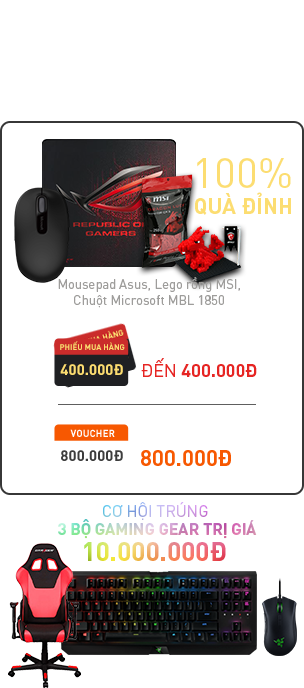 100%
QUÀ ĐỈNH
msi
REPUBLIC OF
GAMERS
Mousepad Asus, Lego rồng MSI,
Chuột Microsoft MBL 1850
HÀNG
PHIẾU MUA HÀNG
400.000Đ
ĐẾN 400.000Đ
VOUCHER
800.000Đ
800.000Đ
CƠ HỘI TRÚNG
3 BỘ GAMING GEAR TRỊ GIÁ
10.000.000Đ